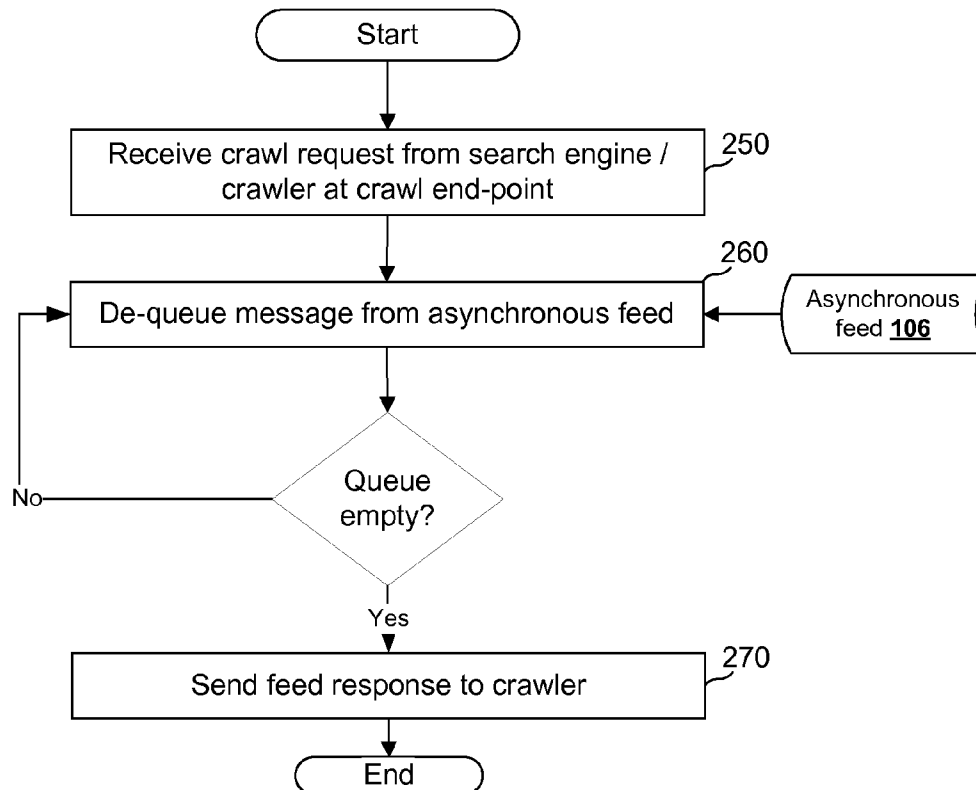 Start
Receive crawl request from search engine /
crawler at crawl end-point
250
260
De-queue message from asynchronous feed
Asynchronous
feed 106
Queue
empty?
No
Yes
270
Send feed response to crawler
End